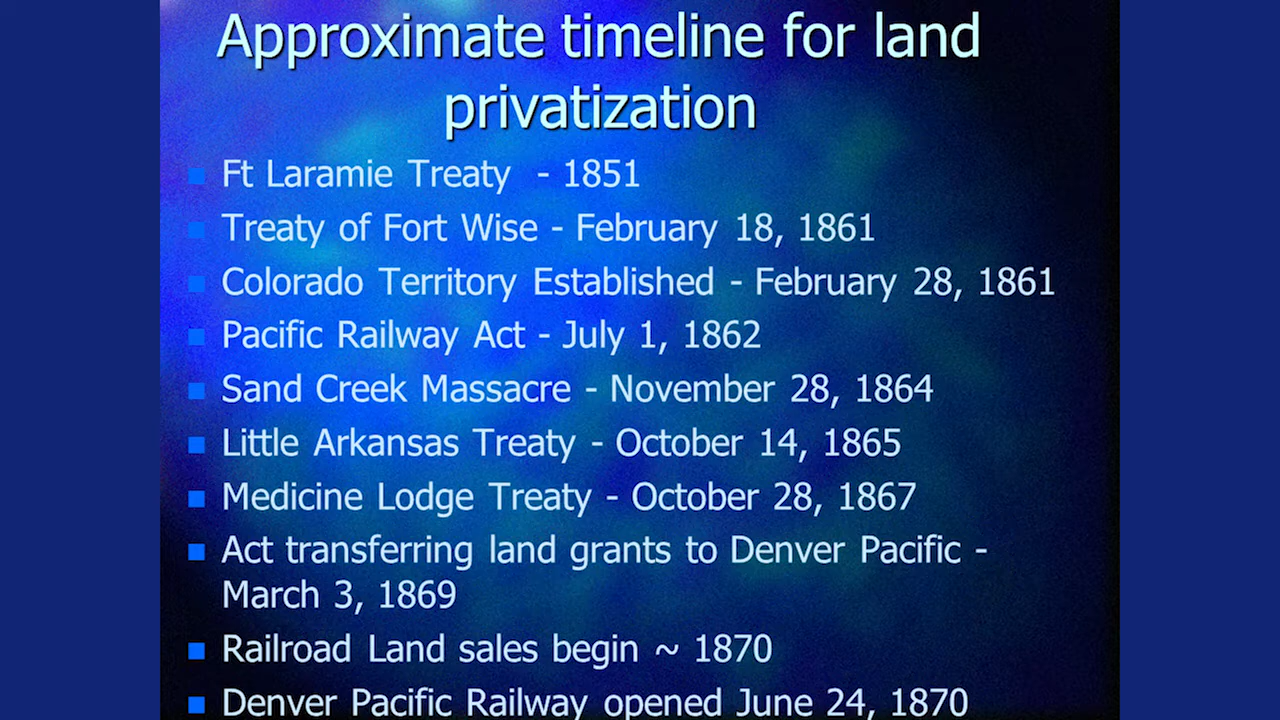 Approximate timeline for land
privatization
Ft Laramie Treaty - 1851
Treaty of Fort Wise - February 18, 1861
Colorado Territory Established - February 28, 1861
Pacific Railway Act - July 1, 1862
Sand Creek Massacre - November 28, 1864
Little Arkansas Treaty - October 14, 1865
Medicine Lodge Treaty - October 28, 1867
Act transferring land grants to Denver Pacific -
March 3, 1869
Railroad Land sales begin ~ 1870
Denver Pacific Railway opened June 24, 1870